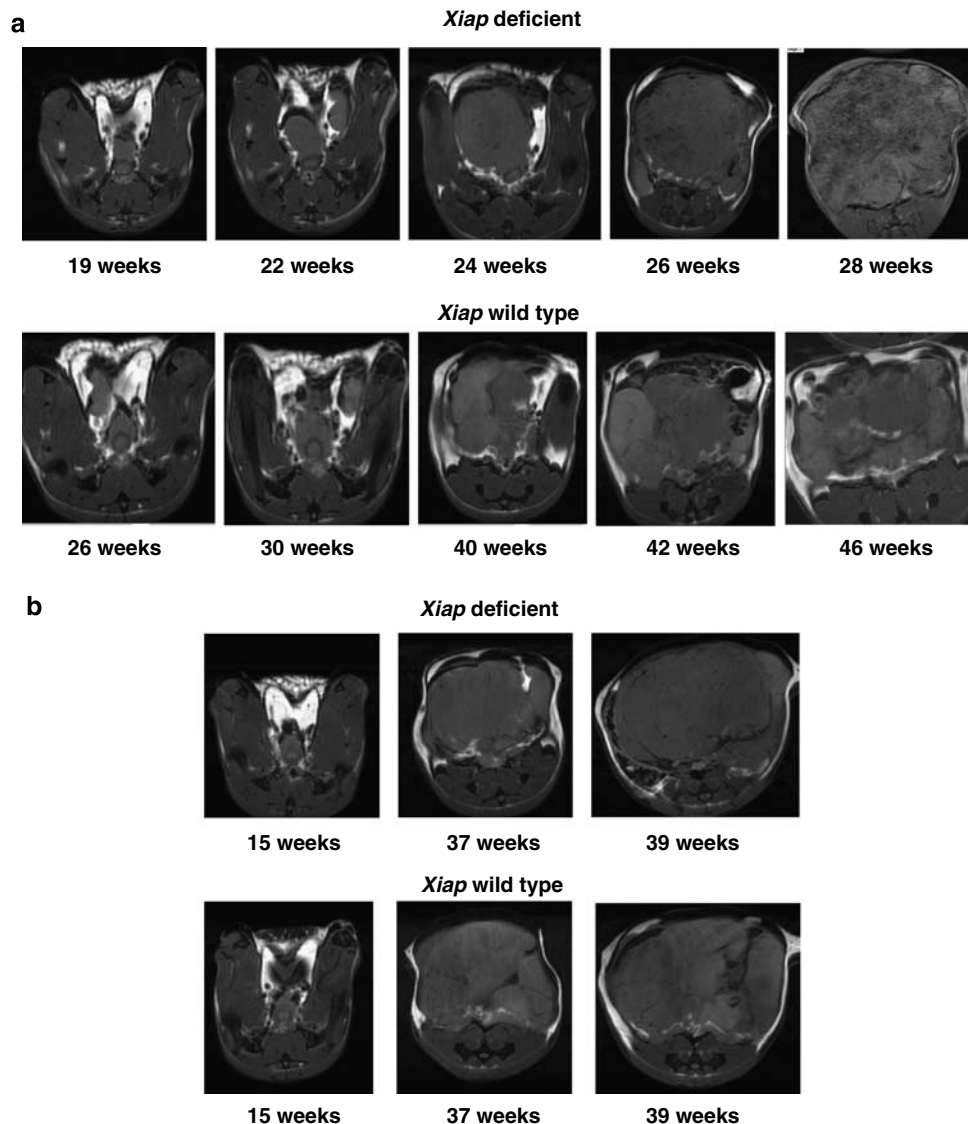 a
Xiap deficient
19 weeks 22 weeks 24 weeks 26 weeks 28 weeks
Xiap wild type
26 weeks 30 weeks 40 weeks 42 weeks 46 weeks
b
Xiap deficient
15 weeks 37 weeks 39 weeks
Xiap wild type
15 weeks 37 weeks 39 weeks